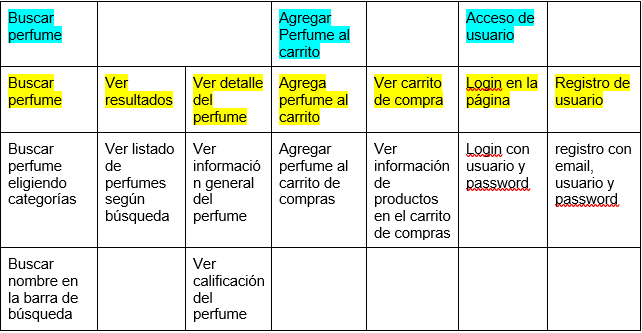 Buscar
perfume
Agregar
Perfume al
carrito
Acceso de
usuario
Buscar
perfume
Ver
resultados
Ver detalle
del
perfume
Agrega
perfume al
carrito
Ver carrito
de compra
Login en la
página
Registro de
usuario
Buscar
perfume
eligiendo
categorías
Ver listado
de
perfumes
según
búsqueda
Ver
informació
n general
del
perfume
Agregar
perfume al
carrito de
compras
Ver
información
de
productos
en el carrito
de compras
Login con
usuario y
password
registro con
email,
usuario y
password
Buscar
nombre en
la barra de
búsqueda
Ver
calificación
del
perfume